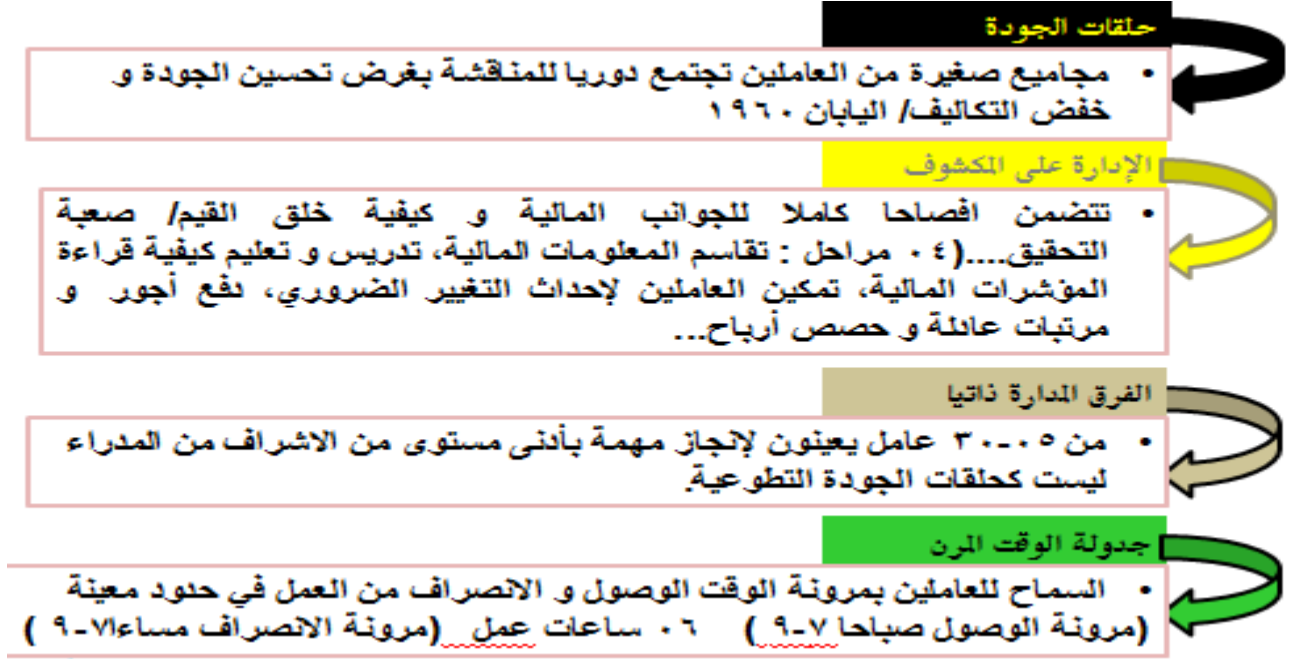 حلقات الجودة
• مجاميع صغيرة من العاملين تجتمع دوريا للمناقشة بغرض تحسين الجودة و
خفض التكاليف/ اليابان ١٩٦٠
الإدارة على المكشوف
• تتضمن افصاحا كاملا للجوانب المالية و كيفية خلق القيم/ صعبة
التحقيق....(٠٤ مراحل : تقاسم المعلومات المالية، تدريس و تعليم كيفية قراءة
المؤشرات المالية، تمكين العاملين لإحداث التغيير الضروري، دفع أجور و
مرتبات عادلة و حصص أرباح...
الفرق المدارة ذاتيا
• من ٠٥-٣٠ عامل يعينون لإنجاز مهمة بأدنى مستوى من الاشراف من المدراء
ليست كحلقات الجودة التطوعية.
جدولة الوقت المرن
• السماح للعاملين بمرونة الوقت الوصول و الانصراف من العمل في حدود معينة
(مرونة الوصول صباحا ٧-٩ ) ٠٦ ساعات عمل (مرونة الانصراف مساءا٧-٩ )